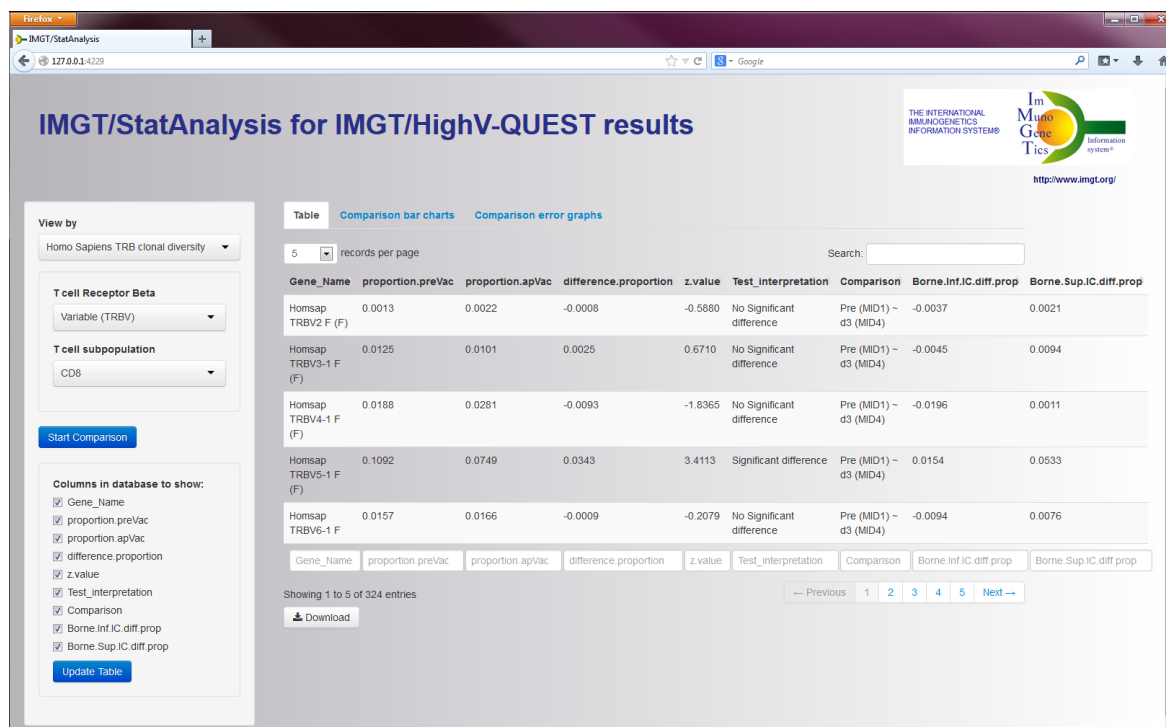 Firefox
IMGT/StatAnalysis
+
127.0.0.1:4229
Google
IMGT/StatAnalysis for IMGT/HighV-QUEST results
THE INTERNATIONAL
IMMUNOGENETICS
INFORMATION SYSTEM®
Im
Muno
Gene
Tics
Information
system®
http://www.imgt.org/
View by
Homo Sapiens TRB clonal diversity
T cell Receptor Beta
Variable (TRBV)
T cell subpopulation
CD8
Start Comparison
Columns in database to show:
Gene_Name
proportion.preVac
proportion.apVac
difference.proportion
z.value
Test_interpretation
Comparison
Borne.Inf.IC.diff.prop
Borne.Sup.IC.diff.prop
Update Table
Table Comparison bar charts Comparison error graphs
5 records per page Search:
Gene_Name proportion.preVac proportion.apVac difference.proportion z.value Test_interpretation Comparison Borne.Inf.IC.diff.prop Borne.Sup.IC.diff.prop
Homsap 0.0013 0.0022 -0.0008 -0.5880 No Significant Pre (MID1) ~ -0.0037 0.0021
TRBV2 F (F) difference d3 (MID4)
Homsap 0.0125 0.0101 0.0025 0.6710 No Significant Pre (MID1) ~ -0.0045 0.0094
TRBV3-1 F difference d3 (MID4)
(F)
Homsap 0.0188 0.0281 -0.0093 -1.8365 No Significant Pre (MID1) ~ -0.0196 0.0011
TRBV4-1 F difference d3 (MID4)
(F)
Homsap 0.1092 0.0749 0.0343 3.4113 Significant difference Pre (MID1) ~ 0.0154 0.0533
TRBV5-1 F d3 (MID4)
(F)
Homsap 0.0157 0.0166 -0.0009 -0.2079 No Significant Pre (MID1) ~ -0.0094 0.0076
TRBV6-1 F difference d3 (MID4)
Gene_Name proportion.preVac proportion.apVac difference.proportion z.value Test_interpretation Comparison Borne.Inf.IC.diff.prop Borne.Sup.IC.diff.prop
Showing 1 to 5 of 324 entries ← Previous 1 2 3 4 5 Next →
Download